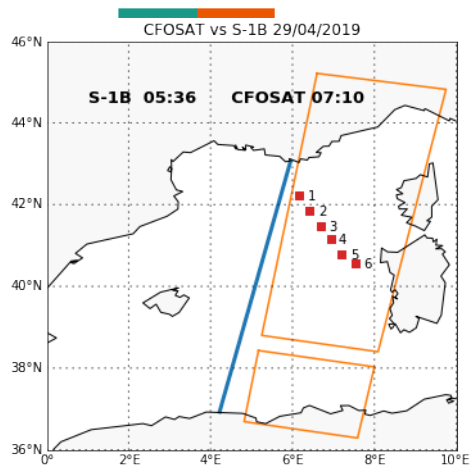 CFOSAT vs S-1B 29/04/2019
46°N
S-1B 05:36 CFOSAT 07:10
44°N
1
42°N
2
3
4
5
40°N
6
38°N
36°N
0° 2°E 4°E 6°E 8°E 10°E